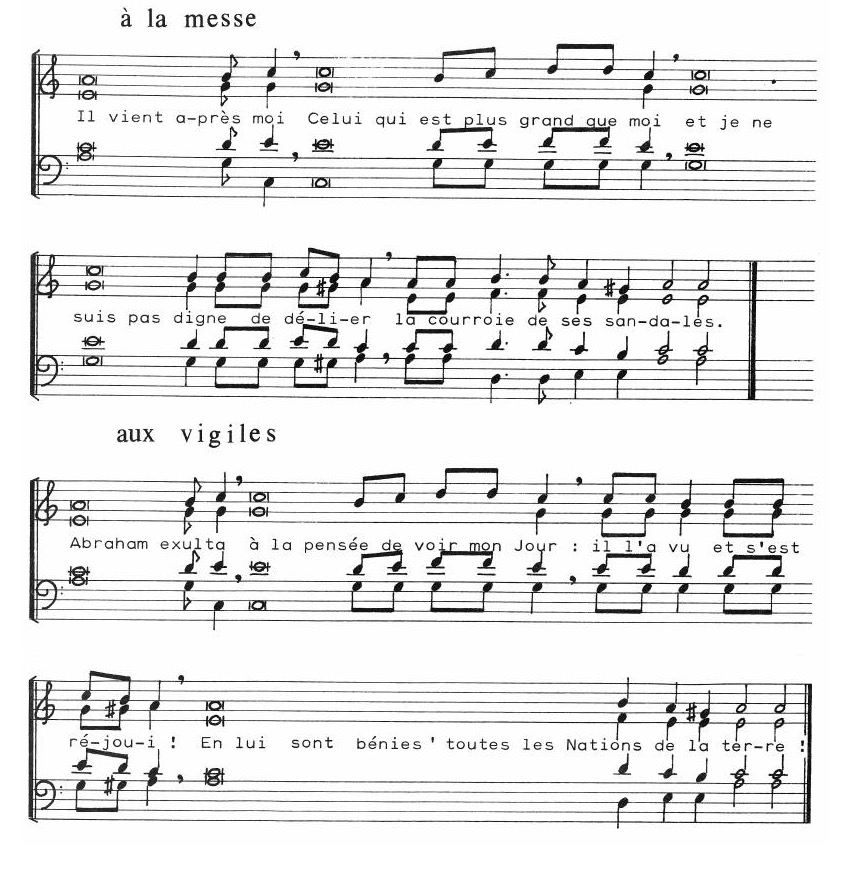 à la messe
Il vient a-près moi Celui qui est plus grand que moi et je ne
suis pas digne de dé-li-er la courroie de ses san-da-les.
aux vigiles
Abraham exulta à la pensée de voir mon Jour : il l'a vu et s'est
ré-jou-i ! En lui sont bénies' toutes les Nations de la ter-re !